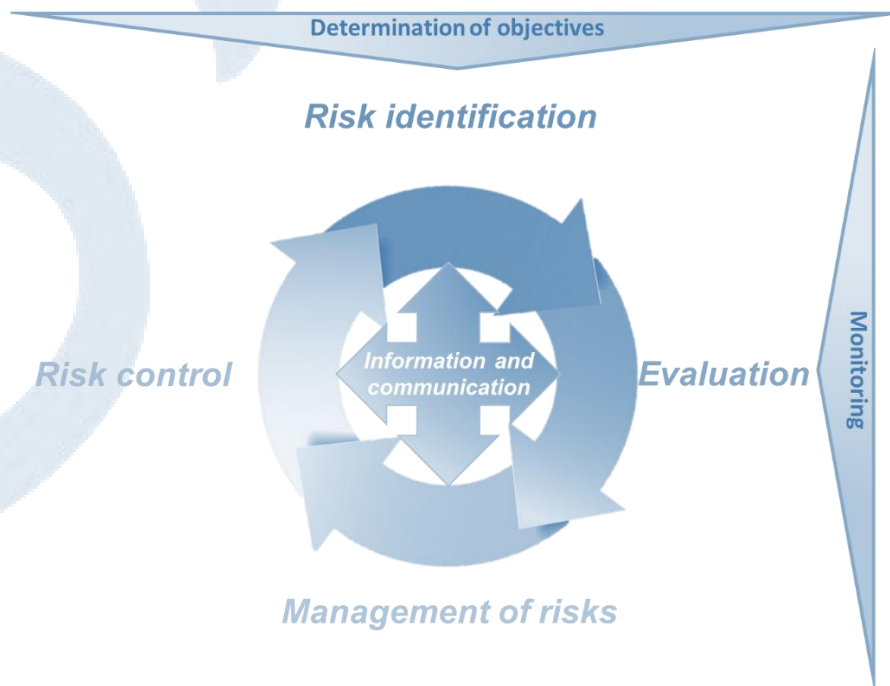 Determination of objectives
Risk identification
Risk control
Information and
communication
Evaluation
Monitoring
Management of risks